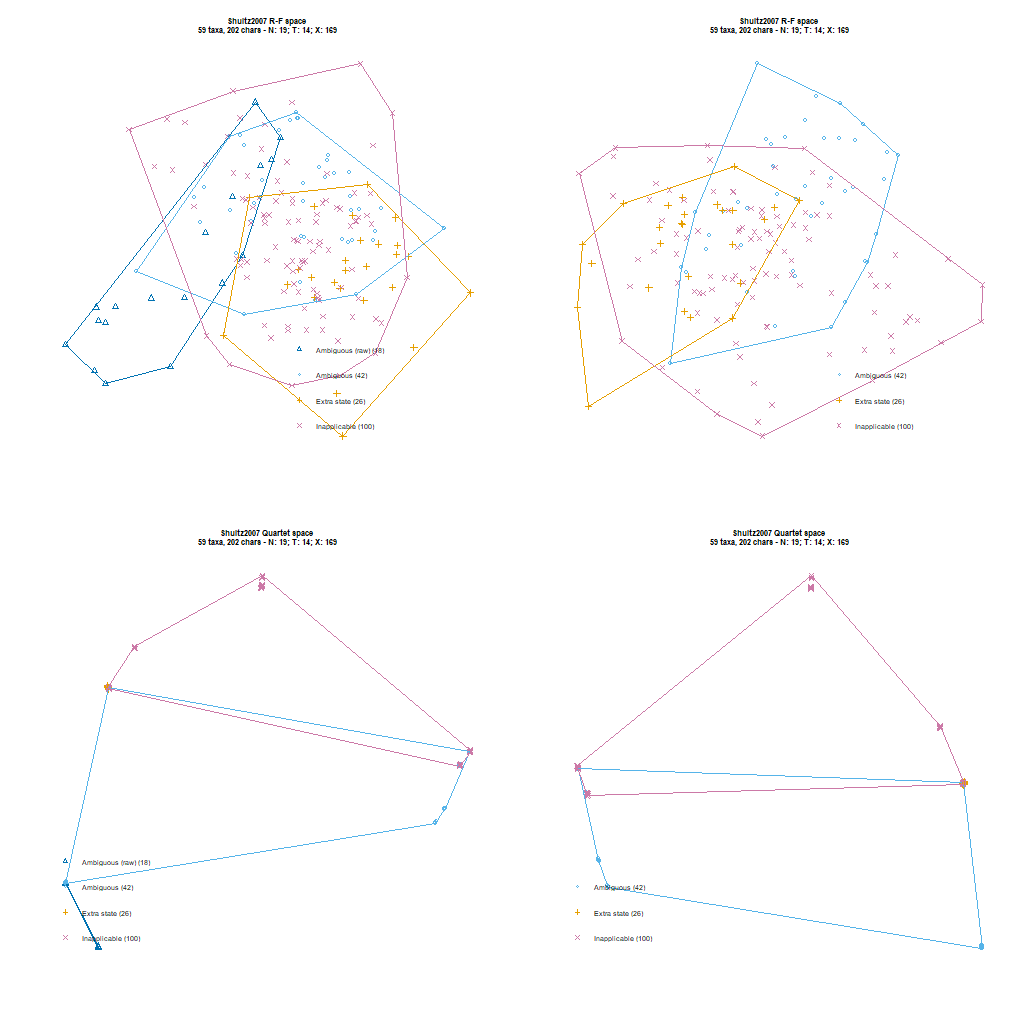 Shultz2007 R-F space
59 taxa, 202 chars - N: 19; T: 14; X: 169
Ambiguous (raw) (18)
Ambiguous (42)
Extra state (26)
Inapplicable (100)
Shultz2007 R-F space
59 taxa, 202 chars - N: 19; T: 14; X: 169
Ambiguous (42)
Extra state (26)
Inapplicable (100)
Shultz2007 Quartet space
59 taxa, 202 chars - N: 19; T: 14; X: 169
Ambiguous (raw) (18)
Ambiguous (42)
Extra state (26)
Inapplicable (100)
Shultz2007 Quartet space
59 taxa, 202 chars - N: 19; T: 14; X: 169
Ambiguous (42)
Extra state (26)
Inapplicable (100)